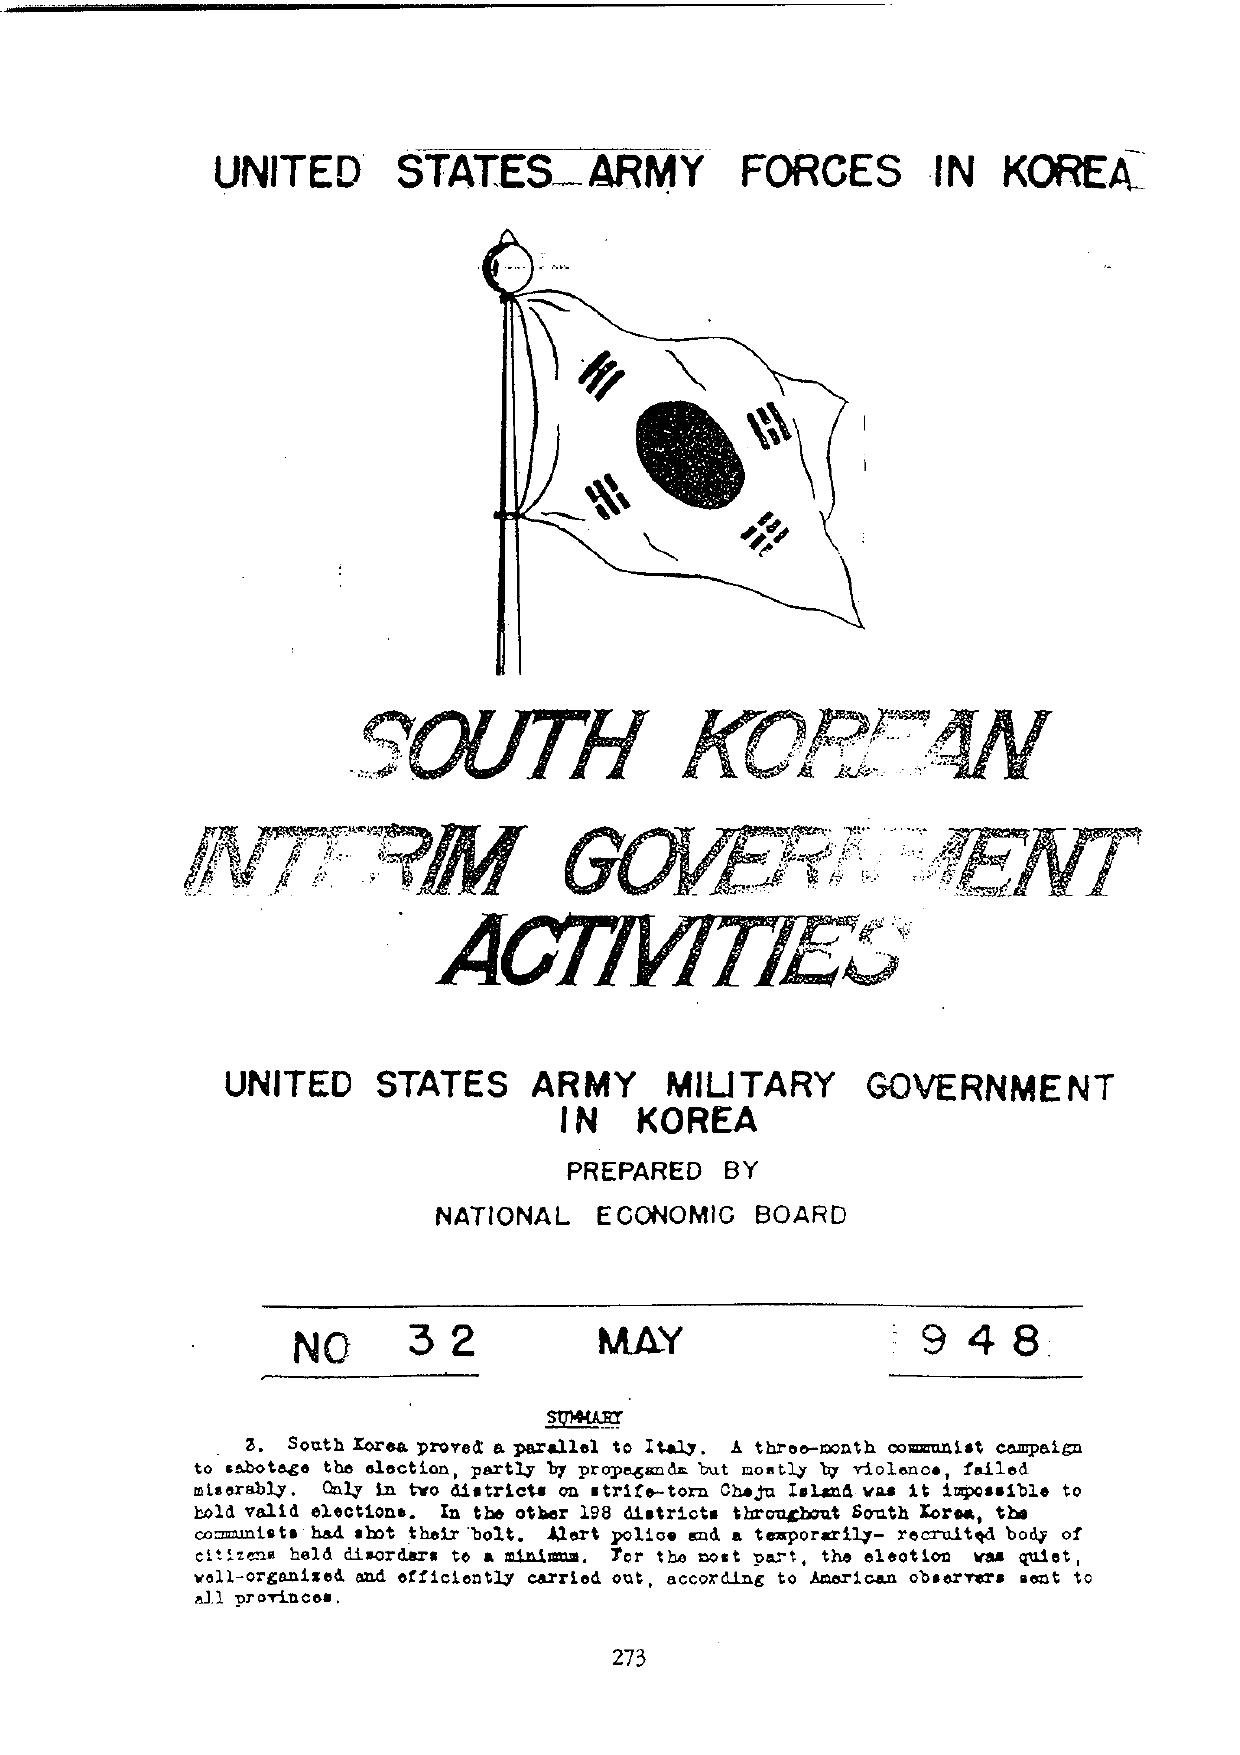 UNITED STATES ARMY FORCES IN KOREA
SOUTH KOREAN
INTERIM GOVERNMENT
ACTIVITIES
UNITED STATES ARMY MILITARY GOVERNMENT
IN KOREA
PREPARED BY
NATIONAL ECONOMIC BOARD
NO 32 MAY 948
SUMMARY
3. South Korea proved a parallel to Italy. A three-month communist campaign
to sabotage the election, partly by propaganda but mostly by violence, failed
miserably. Only in two districts on strife-torn Cheju Island was it impossible to
hold valid elections. In the other 198 districts throughout South Korea, the
communists had shot their bolt. Alert police and a temporarily- recruited body of
citizens held disorders to a minimum. For the most part, the election was quiet,
well-organized and efficiently carried out, according to American observers sent to
all provinces.
273